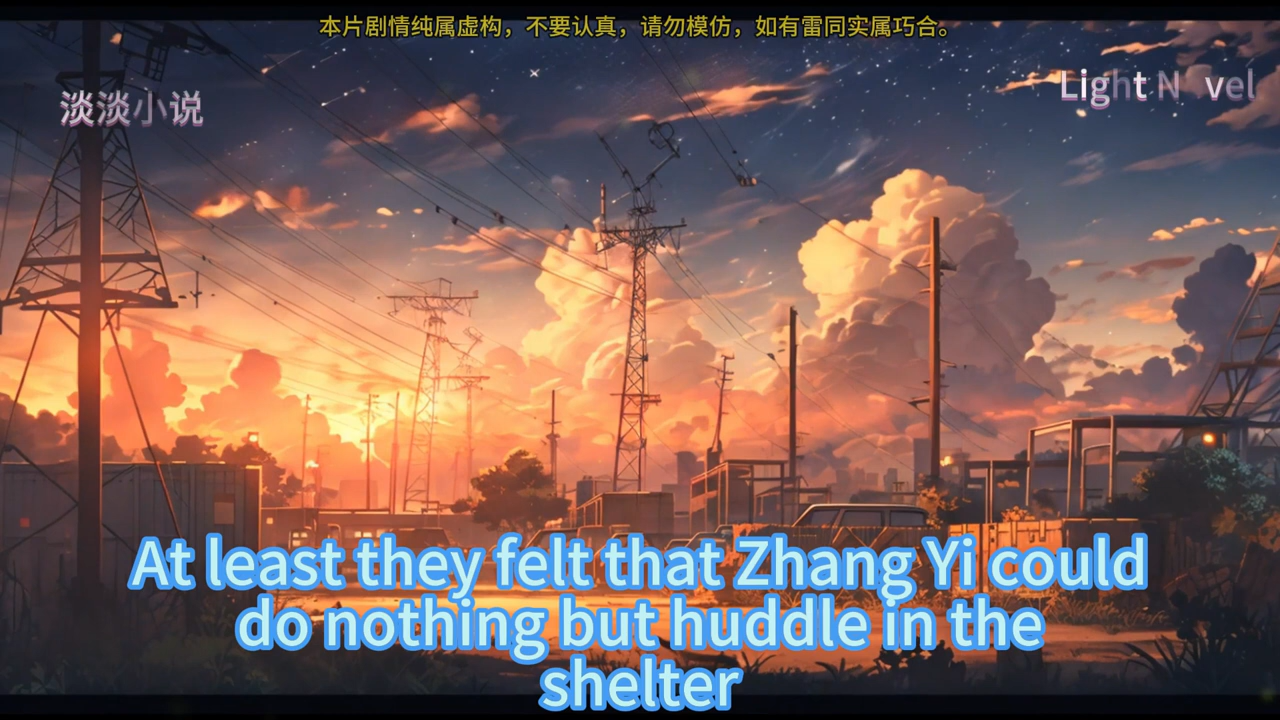 本片剧情纯属虚构，不要认真，请勿模仿，如有雷同实属巧合。
淡淡小说
Light N vel
At least they felt that Zhang Yi could
do nothing but huddle in the
shelter